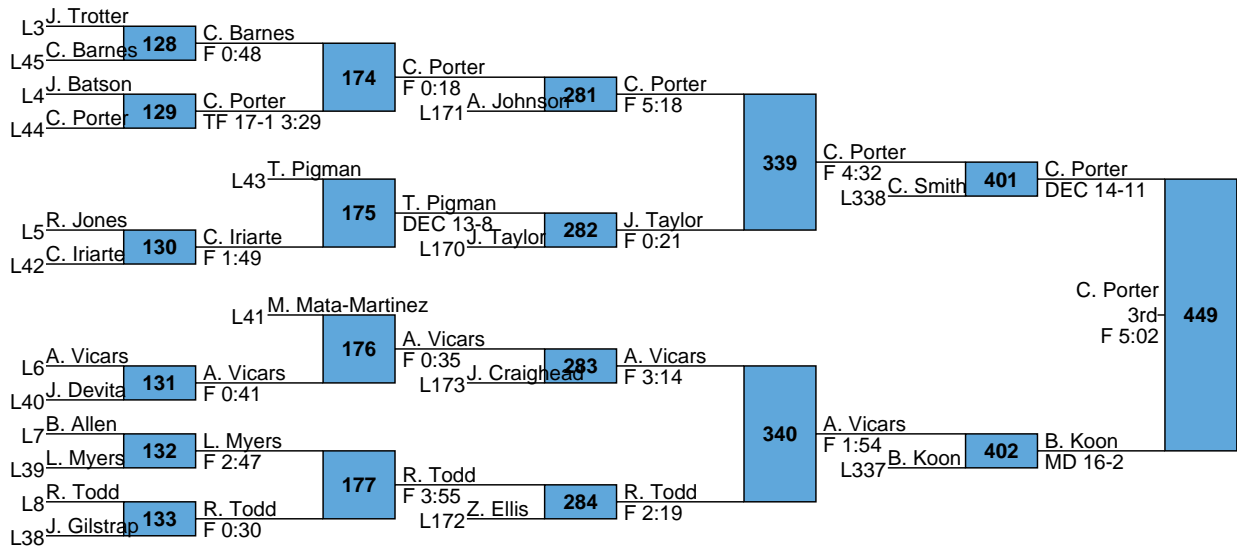 J. Trotter
L3
128
C. Barnes
F 0:48
C. Barnes
L45
174
C. Porter
F 0:18
J. Batson
L4
129
C. Porter
TF 17-1 3:29
C. Porter
L44
281
C. Porter
F 5:18
A. Johnson
L171
339
C. Porter
F 4:32
T. Pigman
L43
175
T. Pigman
DEC 13-8
R. Jones
L5
130
C. Iriarte
F 1:49
C. Iriarte
L42
282
J. Taylor
F 0:21
J. Taylor
L170
401
C. Porter
DEC 14-11
C. Smith
L338
449
C. Porter
3rd
F 5:02
M. Mata-Martinez
L41
176
A. Vicars
F 0:35
A. Vicars
L6
131
A. Vicars
F 0:41
J. Devita
L40
283
A. Vicars
F 3:14
J. Craighead
L173
340
A. Vicars
F 1:54
B. Allen
L7
132
L. Myers
F 2:47
L. Myers
L39
177
R. Todd
F 3:55
R. Todd
L8
133
R. Todd
F 0:30
J. Gilstrap
L38
284
R. Todd
F 2:19
Z. Ellis
L172
402
B. Koon
MD 16-2
B. Koon
L337